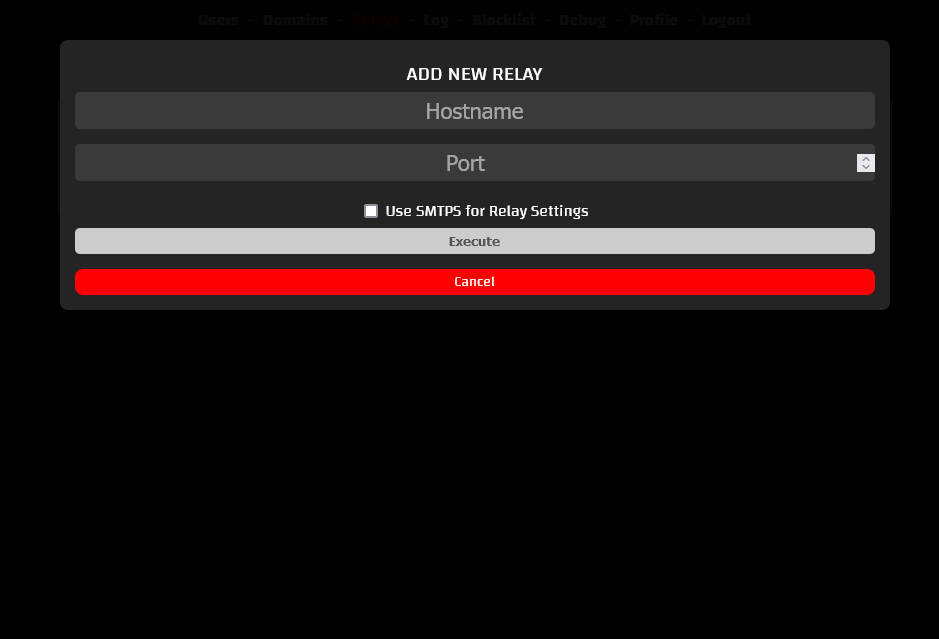 Users - Domains - Relays - Log - Blocklist - Debug - Profile - Logout
ADD NEW RELAY
Hostname
Port
Use SMTPS for Relay Settings
Execute
Cancel